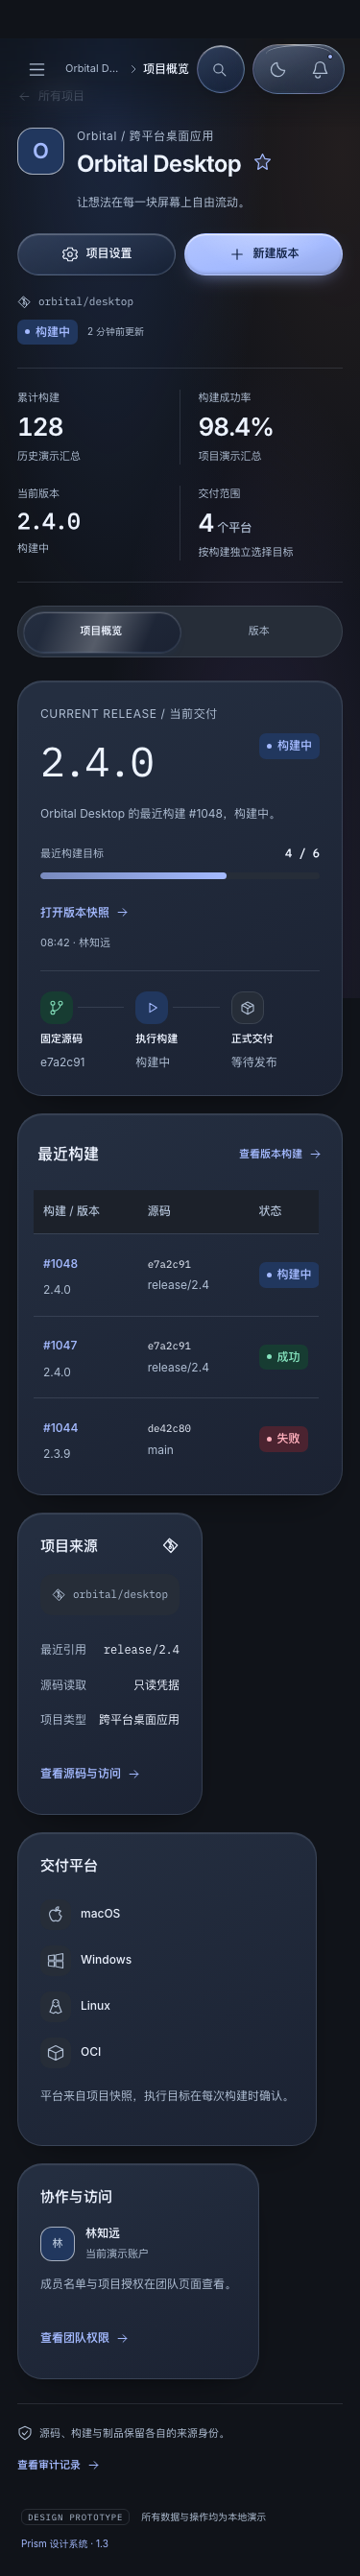 Orbital D... > 项目概览
← 所有项目
O
Orbital / 跨平台桌面应用
Orbital Desktop
让想法在每一块屏幕上自由流动。
项目设置
+ 新建版本
orbital/desktop
构建中
2 分钟前更新
累计构建
128
历史演示汇总
构建成功率
98.4%
项目演示汇总
当前版本
2.4.0
构建中
交付范围
4 个平台
按构建独立选择目标
项目概览
版本
CURRENT RELEASE / 当前交付
2.4.0
构建中
Orbital Desktop 的最近构建 #1048，构建中。
最近构建目标
4 / 6
打开版本快照 →
08:42 · 林知远
固定源码
e7a2c91
执行构建
构建中
正式交付
等待发布
最近构建
查看版本构建 →
构建 / 版本
源码
状态
#1048
2.4.0
e7a2c91
release/2.4
构建中
#1047
2.4.0
e7a2c91
release/2.4
成功
#1044
2.3.9
de42c80
main
失败
项目来源
orbital/desktop
最近引用 release/2.4
源码读取 只读凭据
项目类型 跨平台桌面应用
查看源码与访问 →
交付平台
macOS
Windows
Linux
OCI
平台来自项目快照，执行目标在每次构建时确认。
协作与访问
林
林知远
当前演示账户
成员名单与项目授权在团队页面查看。
查看团队权限 →
源码、构建与制品保留各自的来源身份。
查看审计记录 →
DESIGN PROTOTYPE
所有数据与操作均为本地演示
Prism 设计系统 · 1.3